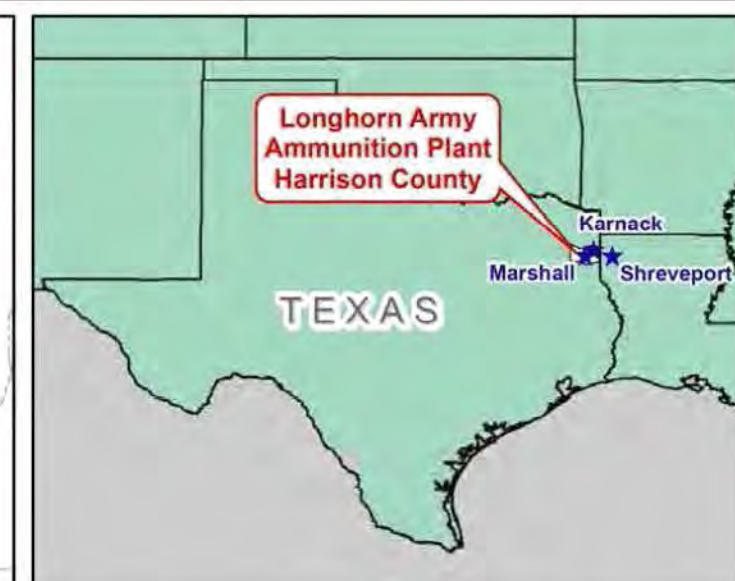 Longhorn Army
Ammunition Plant
Harrison County
Karnack
Marshall
Shreveport
TEXAS